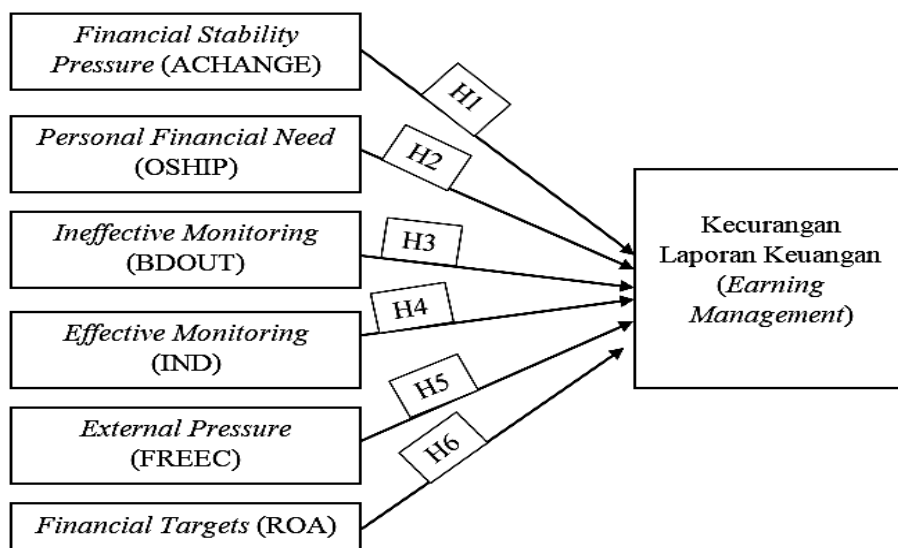 Financial Stability
Pressure (ACHANGE)
H1
Personal Financial Need
(OSHIP)
H2
Ineffective Monitoring
(BDOUT)
H3
Effective Monitoring
(IND)
H4
External Pressure
(FREEC)
H5
Financial Targets (ROA)
H6
Kecurangan
Laporan Keuangan
(Earning
Management)